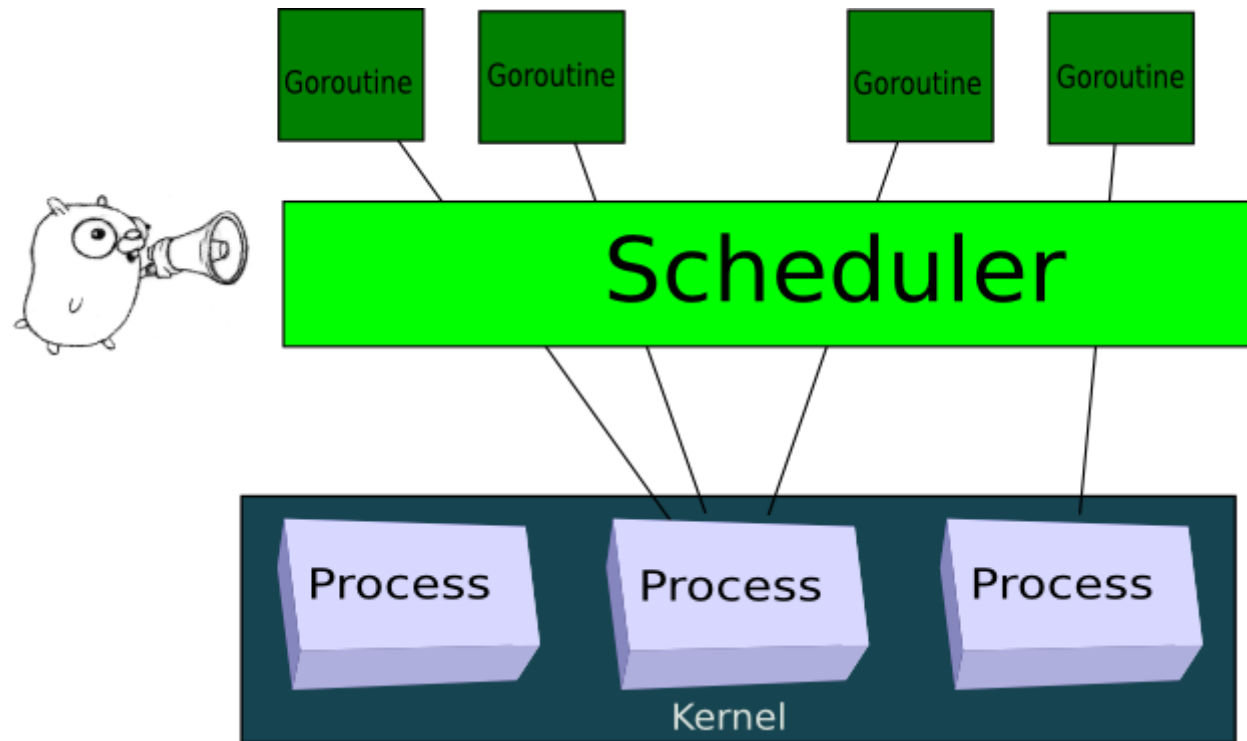 Goroutine
Goroutine
Goroutine
Goroutine
Scheduler
Process
Process
Process
Kernel